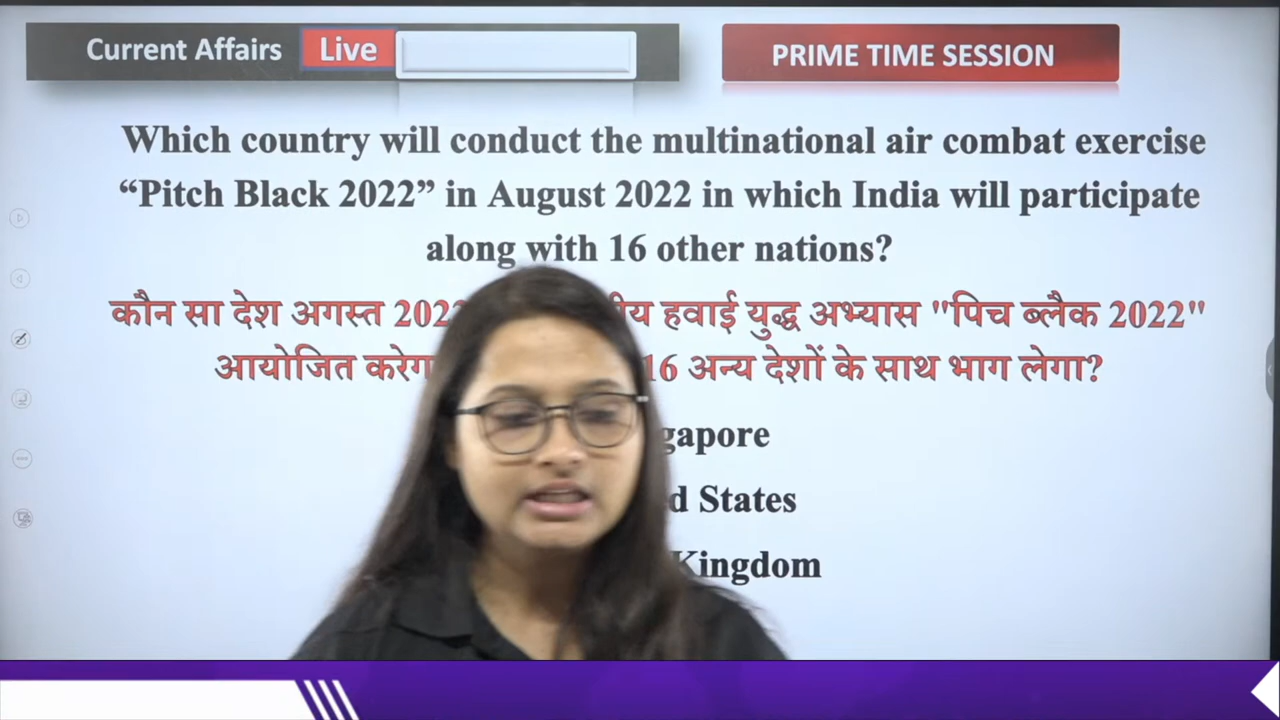 Current Affairs Live
PRIME TIME SESSION
Which country will conduct the multinational air combat exercise
“Pitch Black 2022” in August 2022 in which India will participate
along with 16 other nations?
कौन सा देश अगस्त 202 ीय हवाई युद्ध अभ्यास "पिच ब्लैक 2022"
आयोजित करेग 16 अन्य देशों के साथ भाग लेगा?
gapore
d States
Kingdom